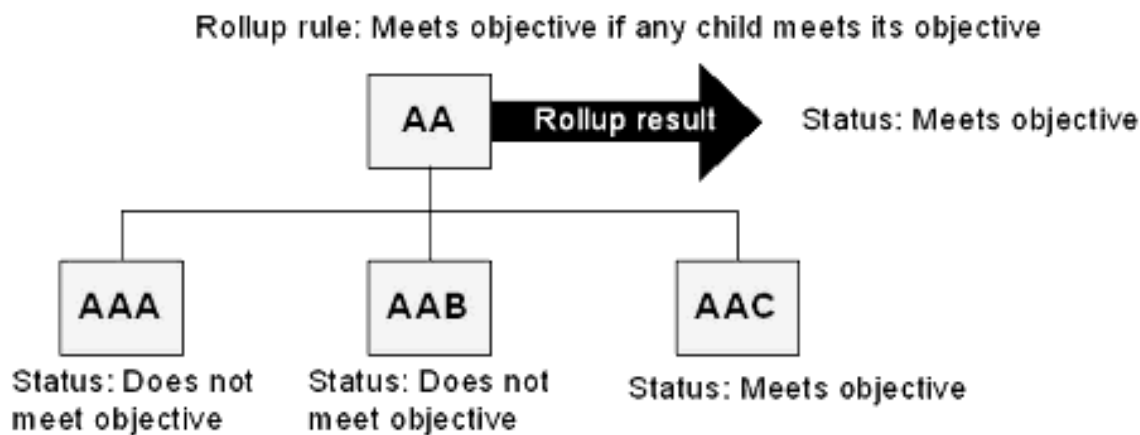 Rollup rule: Meets objective if any child meets its objective
AA
Rollup result
Status: Meets objective
AAA
AAB
AAC
Status: Does not
meet objective
Status: Does not
meet objective
Status: Meets objective